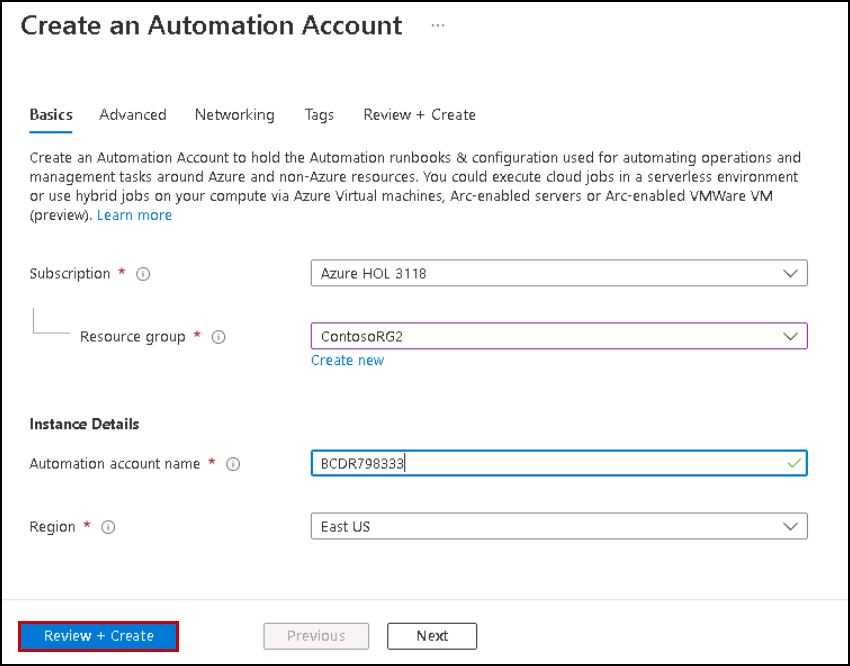 Create an Automation Account ...
Basics Advanced Networking Tags Review + Create
Create an Automation Account to hold the Automation runbooks & configuration used for automating operations and
management tasks around Azure and non-Azure resources. You could execute cloud jobs in a serverless environment
or use hybrid jobs on your compute via Azure Virtual machines, Arc-enabled servers or Arc-enabled VMWare VM
(preview). Learn more
Subscription * Azure HOL 3118
Resource group * ContosoRG2
Create new
Instance Details
Automation account name * BCDR798333
Region * East US
Review + Create Previous Next